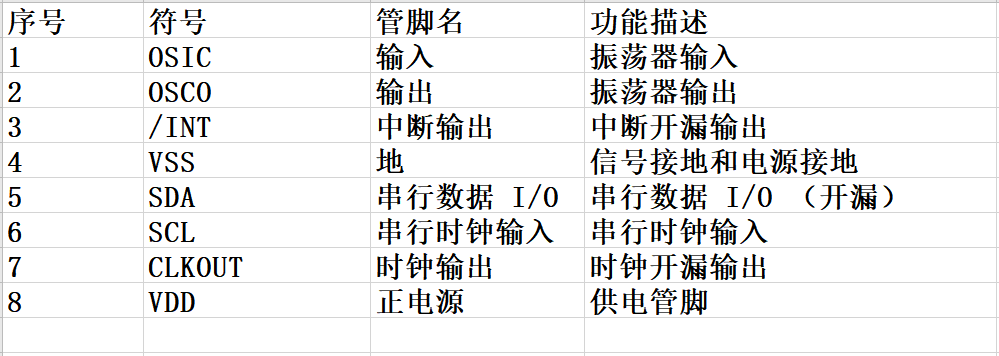 序号 符号 管脚名 功能描述
1 OSIC 输入 振荡器输入
2 OSCO 输出 振荡器输出
3 /INT 中断输出 中断开漏输出
4 VSS 地 信号接地和电源接地
5 SDA 串行数据 I/O 串行数据 I/O （开漏）
6 SCL 串行时钟输入 串行时钟输入
7 CLKOUT 时钟输出 时钟开漏输出
8 VDD 正电源 供电管脚